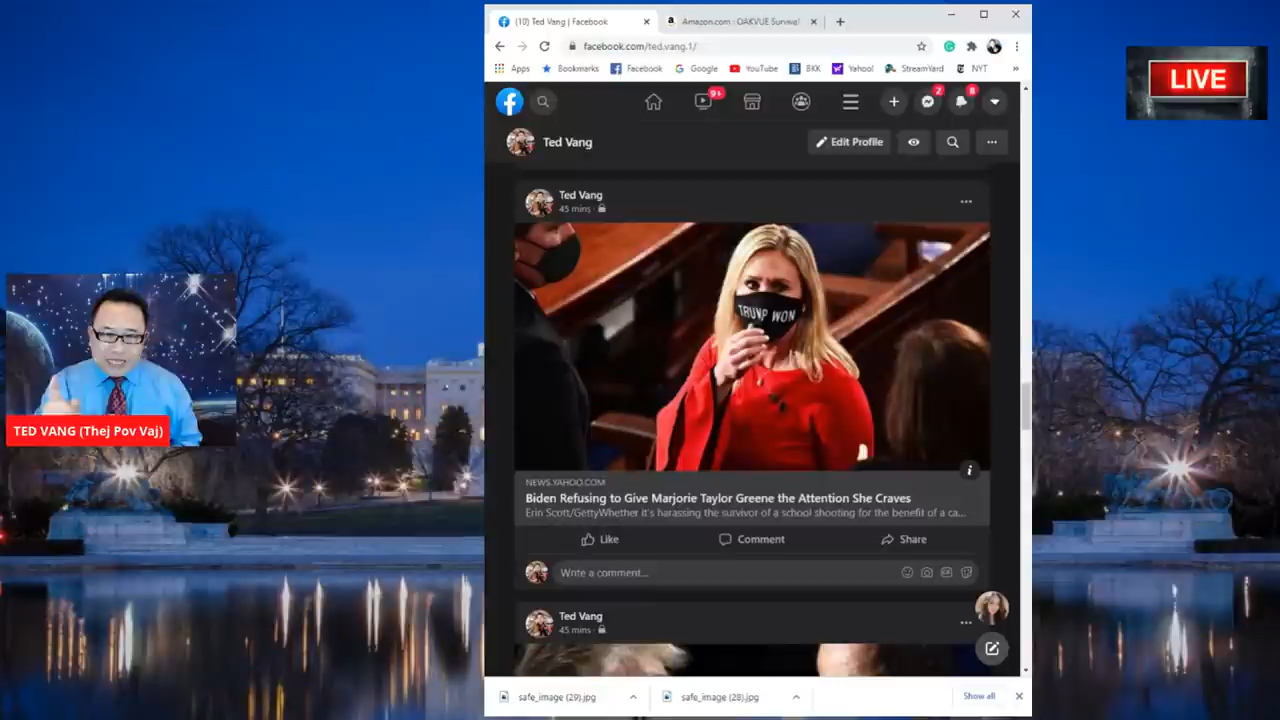 (10) Ted Vang | Facebook
Amazon.com : OAKVUE Surviva
facebook.com/ted.vang.1/
Apps Bookmarks Facebook Google YouTube BKK Yahoo! StreamYard NYT »
LIVE
9+
2
8
Ted Vang
Edit Profile
Ted Vang
45 mins
TRUMP WON
NEWS.YAHOO.COM
Biden Refusing to Give Marjorie Taylor Greene the Attention She Craves
Erin Scott/GettyWhether it's harassing the survivor of a school shooting for the benefit of a ca...
Like Comment Share
Write a comment...
TED VANG (Thej Pov Vaj)
Ted Vang
45 mins
safe_image (29).jpg
safe_image (28).jpg
Show all